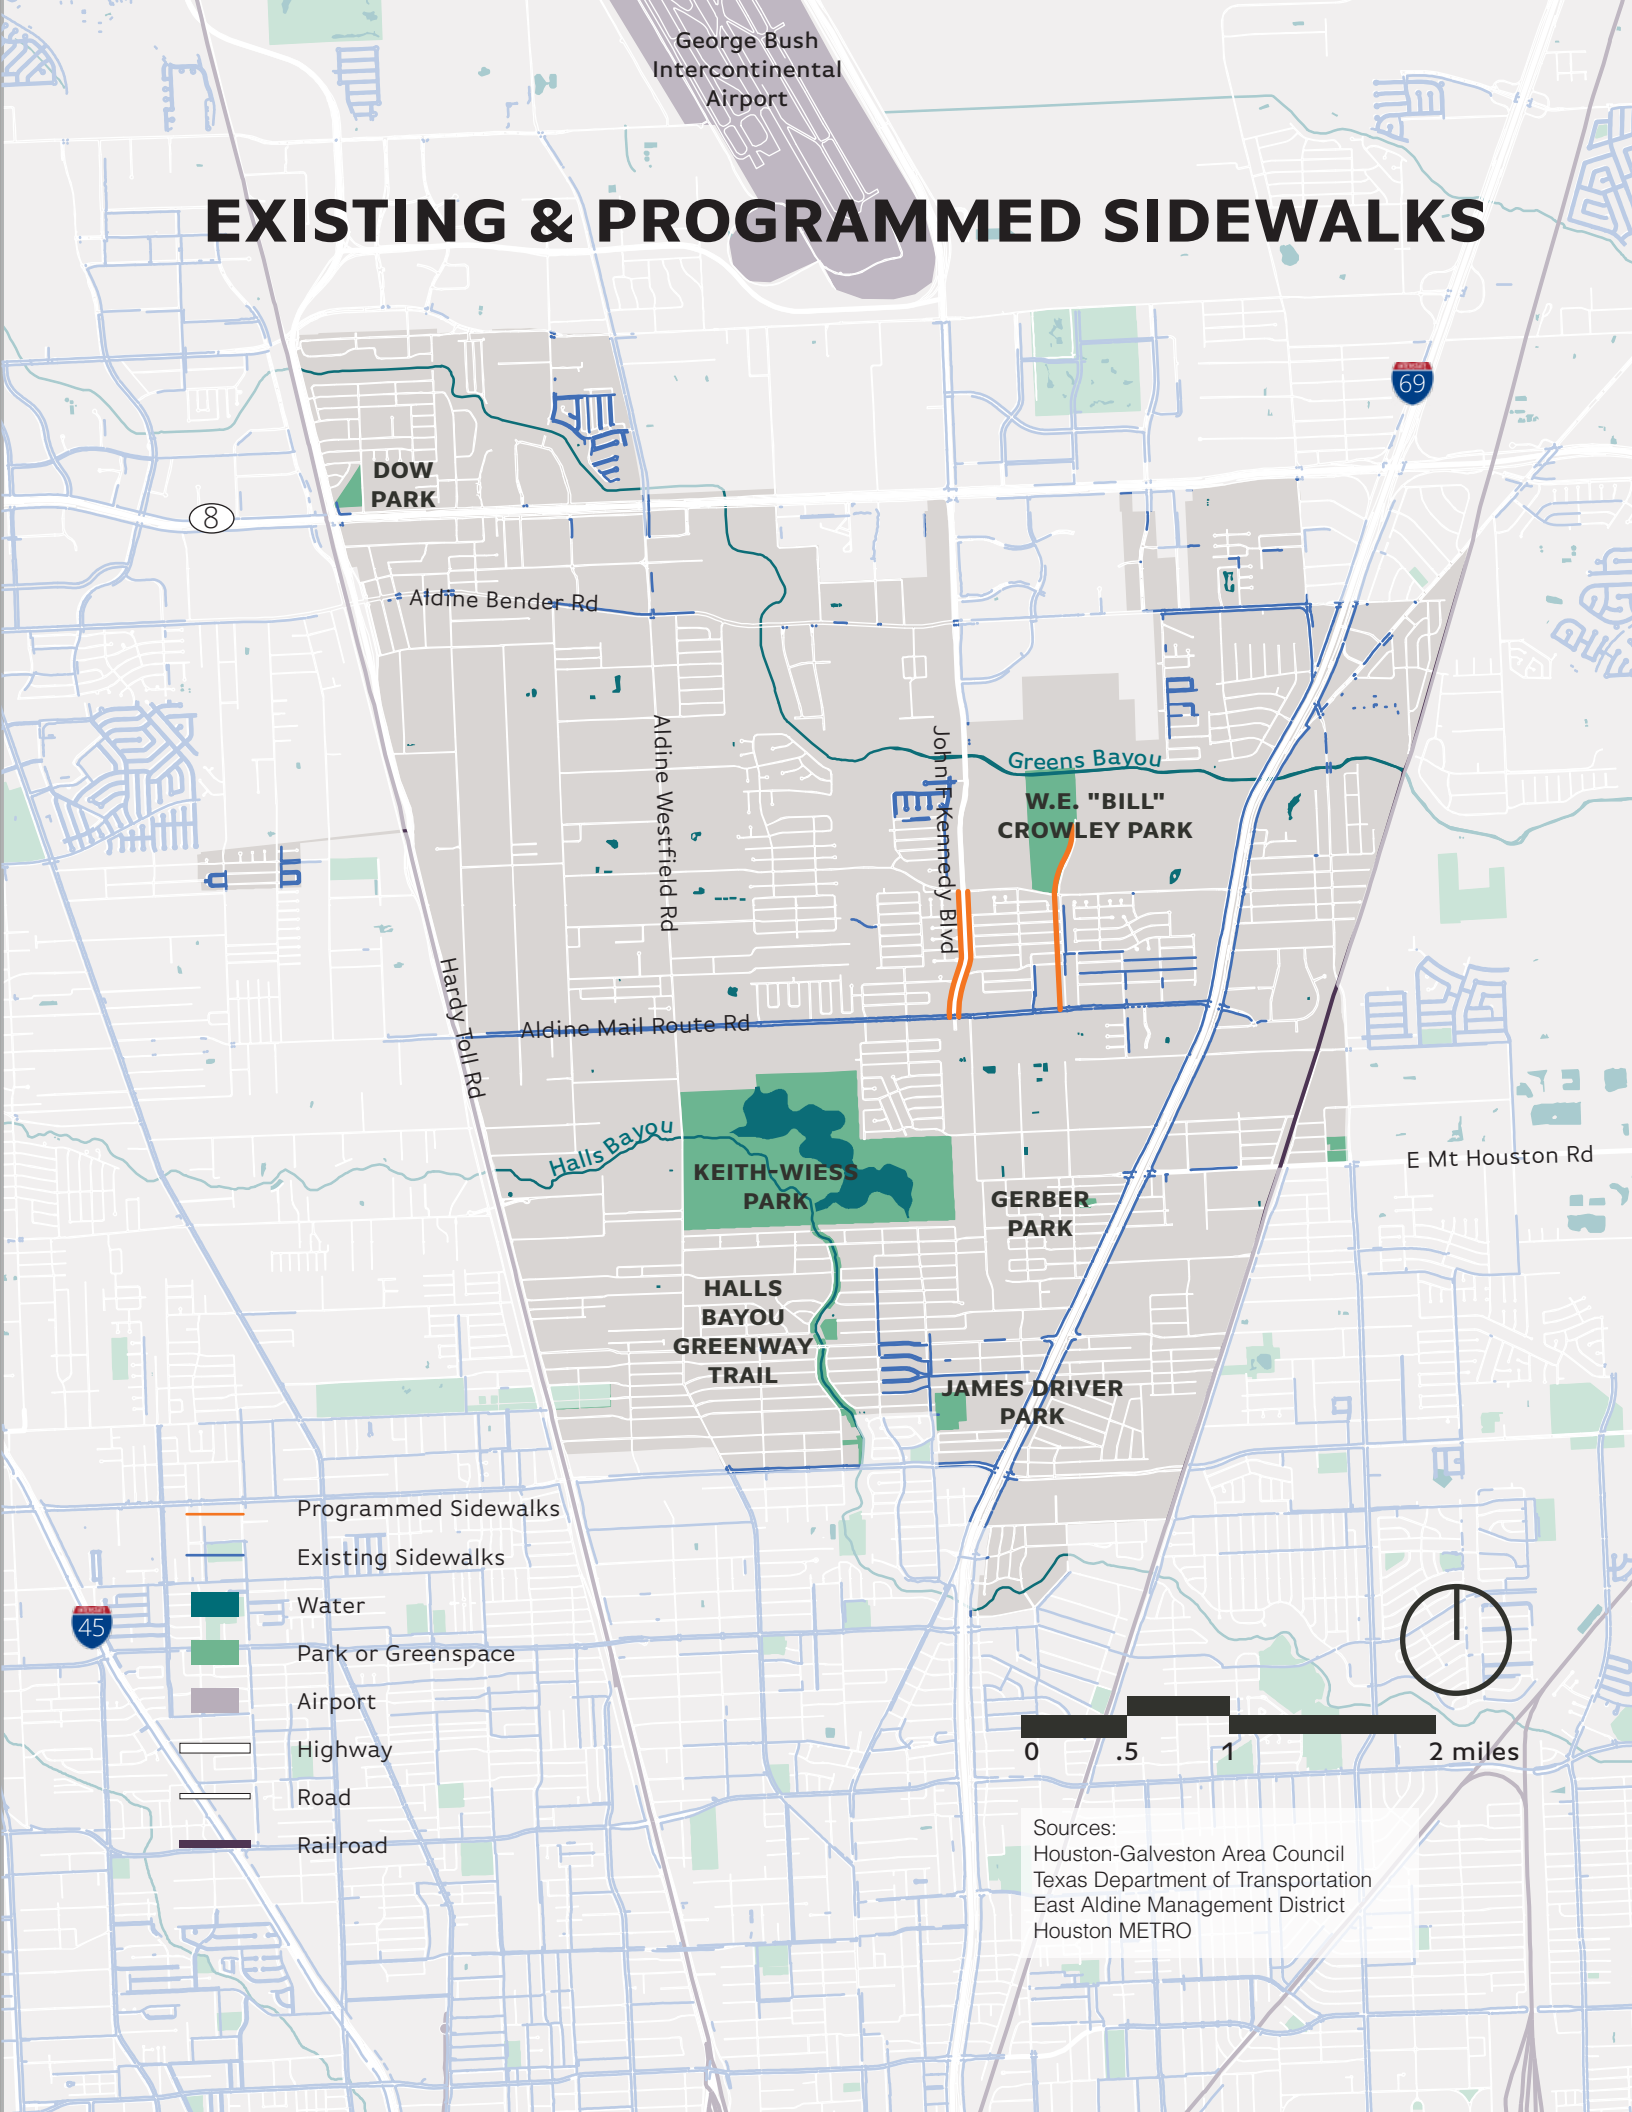 George Bush
Intercontinental
Airport
EXISTING & PROGRAMMED SIDEWALKS
69
DOW
PARK
8
Aldine Bender Rd
Aldine Westfield Rd
John F Kennedy Blvd
Greens Bayou
W.E. "BILL"
CROWLEY PARK
Hardy Toll Rd
Aldine Mail Route Rd
Halls Bayou
KEITH-WIESS
PARK
E Mt Houston Rd
GERBER
PARK
HALLS
BAYOU
GREENWAY
TRAIL
JAMES DRIVER
PARK
Programmed Sidewalks
Existing Sidewalks
Water
45
Park or Greenspace
Airport
Highway
Road
Railroad
0 .5 1 2 miles
Sources:
Houston-Galveston Area Council
Texas Department of Transportation
East Aldine Management District
Houston METRO